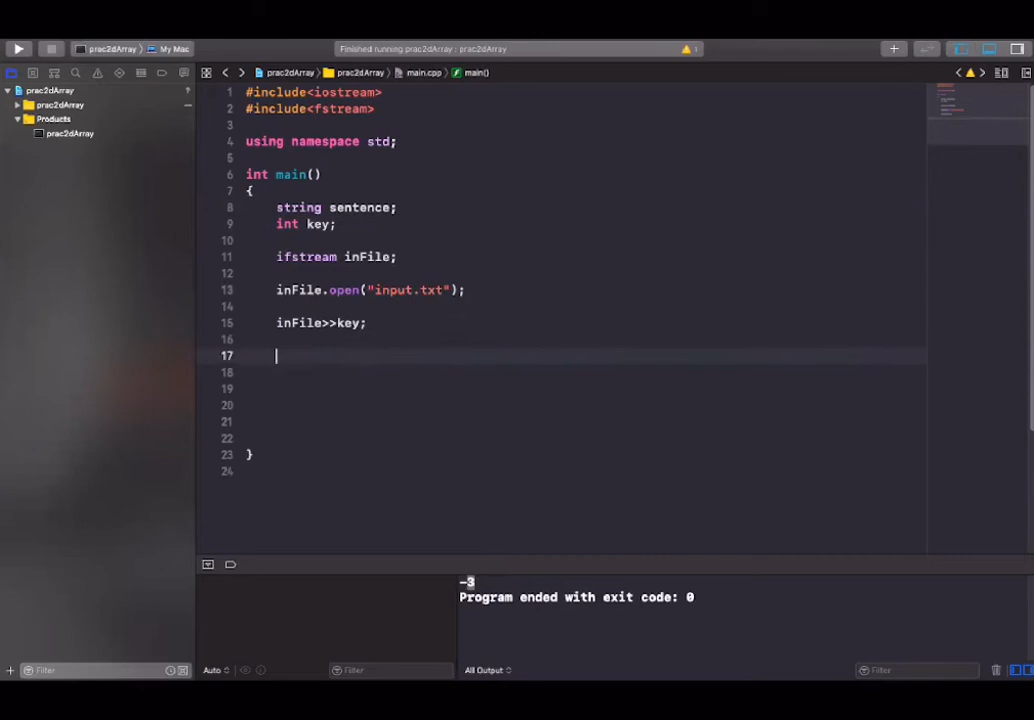 prac2dArray My Mac Finished running prac2dArray : prac2dArray 1
prac2dArray prac2dArray main.cpp main()
prac2dArray ?
prac2dArray
Products
prac2dArray
1 #include<iostream>
2 #include<fstream>
3
4 using namespace std;
5
6 int main()
7 {
8 string sentence;
9 int key;
10
11 ifstream inFile;
12
13 inFile.open("input.txt");
14
15 inFile>>key;
16
17
18
19
20
21
22
23 }
24
-3
Program ended with exit code: 0
Filter Auto Filter All Output Filter